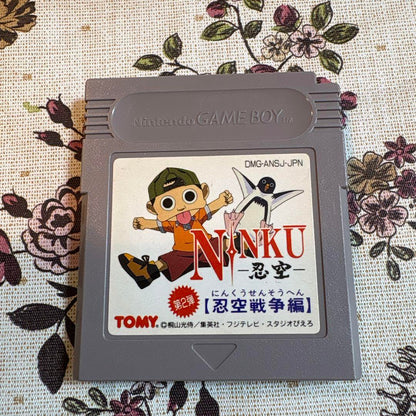 Nintendo GAME BOY TM
DMG-ANSJ-JPN
NINKU
—忍空—
第2弾
にんくうせんそうへん
【忍空戦争編】
TOMY
©桐山光侍／集英社・フジテレビ・スタジオぴえろ